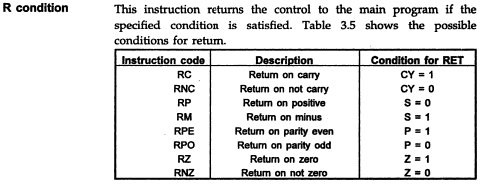 R condition This instruction returns the control to the main program if the
specified condition is satisfied. Table 3.5 shows the possible
conditions for return.
Instruction code Description Condition for RET
RC Return on carry CY = 1
RNC Return on not carry CY = 0
RP Return on positive S = 0
RM Return on minus S = 1
RPE Return on parity even P = 1
RPO Return on parity odd P = 0
RZ Return on zero Z = 1
RNZ Return on not zero Z = 0